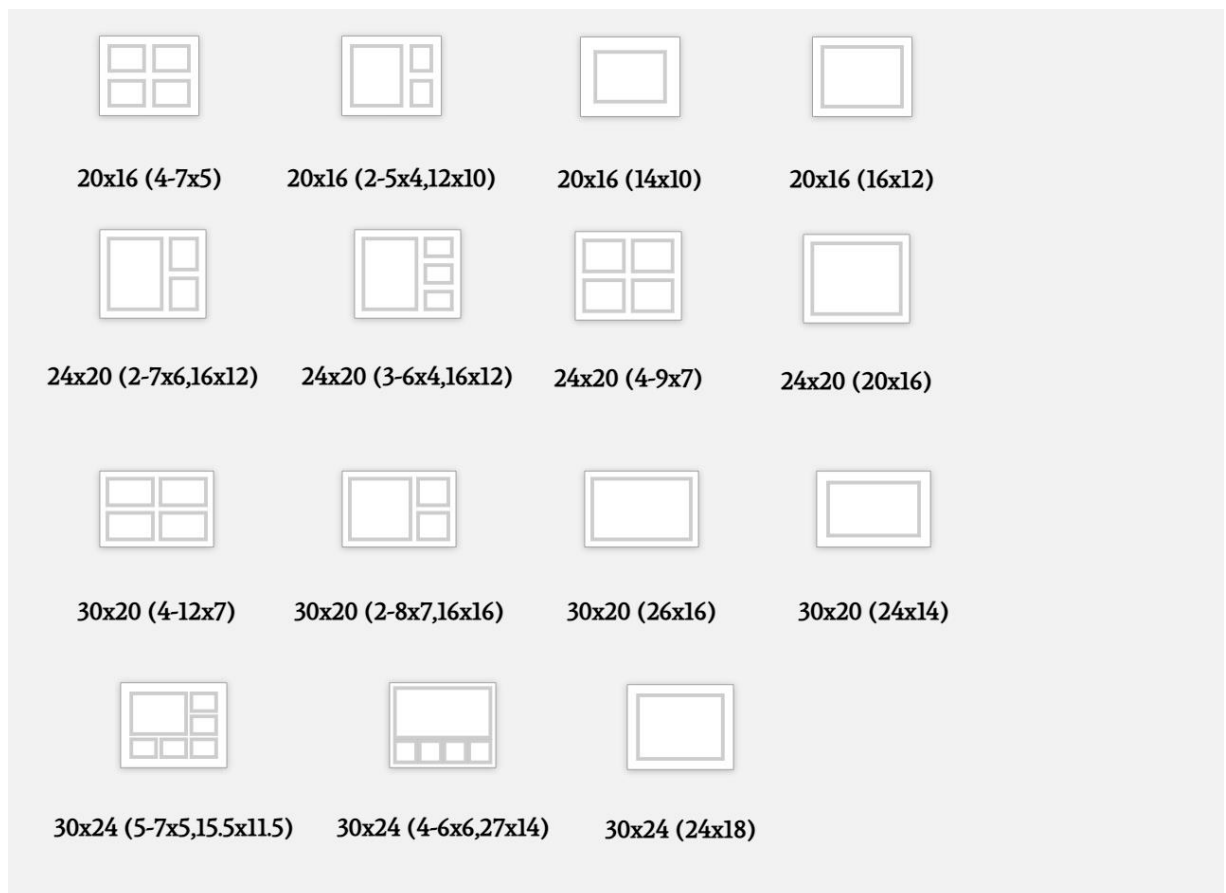 20x16 (4-7x5)
20x16 (2-5x4,12x10)
20x16 (14x10)
20x16 (16x12)
24x20 (2-7x6,16x12)
24x20 (3-6x4,16x12)
24x20 (4-9x7)
24x20 (20x16)
30x20 (4-12x7)
30x20 (2-8x7,16x16)
30x20 (26x16)
30x20 (24x14)
30x24 (5-7x5,15.5x11.5)
30x24 (4-6x6,27x14)
30x24 (24x18)